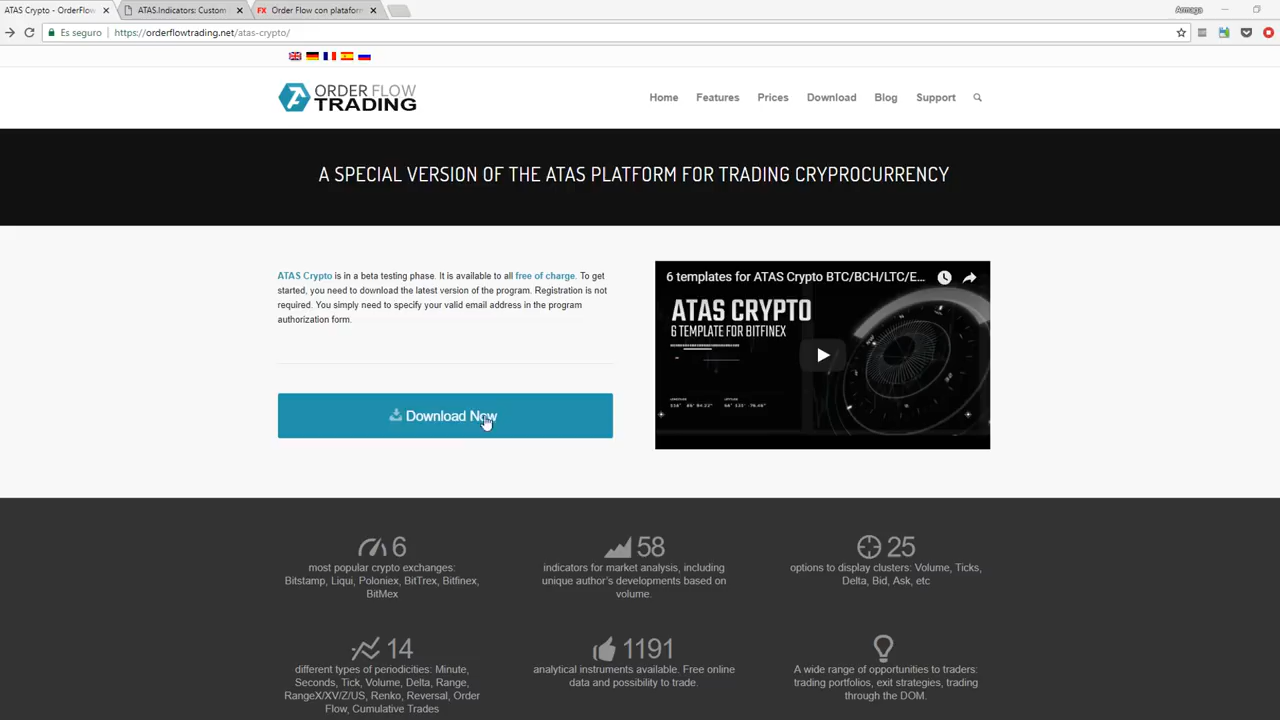 ATAS Crypto - OrderFlow
ATAS.Indicators: Custom
FX Order Flow con plataform
Armaga
Es seguro https://orderflowtrading.net/atas-crypto/
ORDER FLOW
TRADING
Home Features Prices Download Blog Support
A SPECIAL VERSION OF THE ATAS PLATFORM FOR TRADING CRYPROCURRENCY
ATAS Crypto is in a beta testing phase. It is available to all free of charge. To get
started, you need to download the latest version of the program. Registration is not
required. You simply need to specify your valid email address in the program
authorization form.
Download Now
6 templates for ATAS Crypto BTC/BCH/LTC/E...
ATAS CRYPTO
6 TEMPLATE FOR BITFINEX
6
most popular crypto exchanges:
Bitstamp, Liqui, Poloniex, BitTrex, Bitfinex,
BitMex
58
indicators for market analysis, including
unique author's developments based on
volume.
25
options to display clusters: Volume, Ticks,
Delta, Bid, Ask, etc
14
different types of periodicities: Minute,
Seconds, Tick, Volume, Delta, Range,
RangeX/XV/Z/US, Renko, Reversal, Order
Flow, Cumulative Trades
1191
analytical instruments available. Free online
data and possibility to trade.
A wide range of opportunities to traders:
trading portfolios, exit strategies, trading
through the DOM.